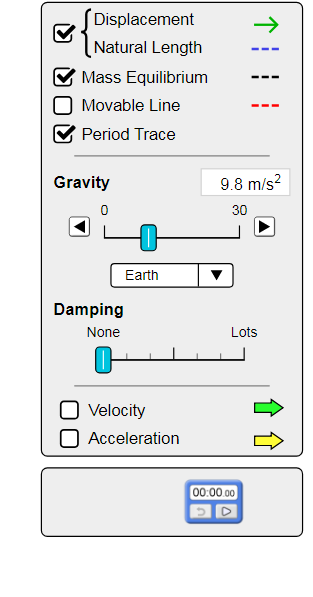 Displacement
Natural Length
Mass Equilibrium
Movable Line
Period Trace
Gravity
9.8 m/s²
0 30
Earth
Damping
None Lots
Velocity
Acceleration
00:00.00